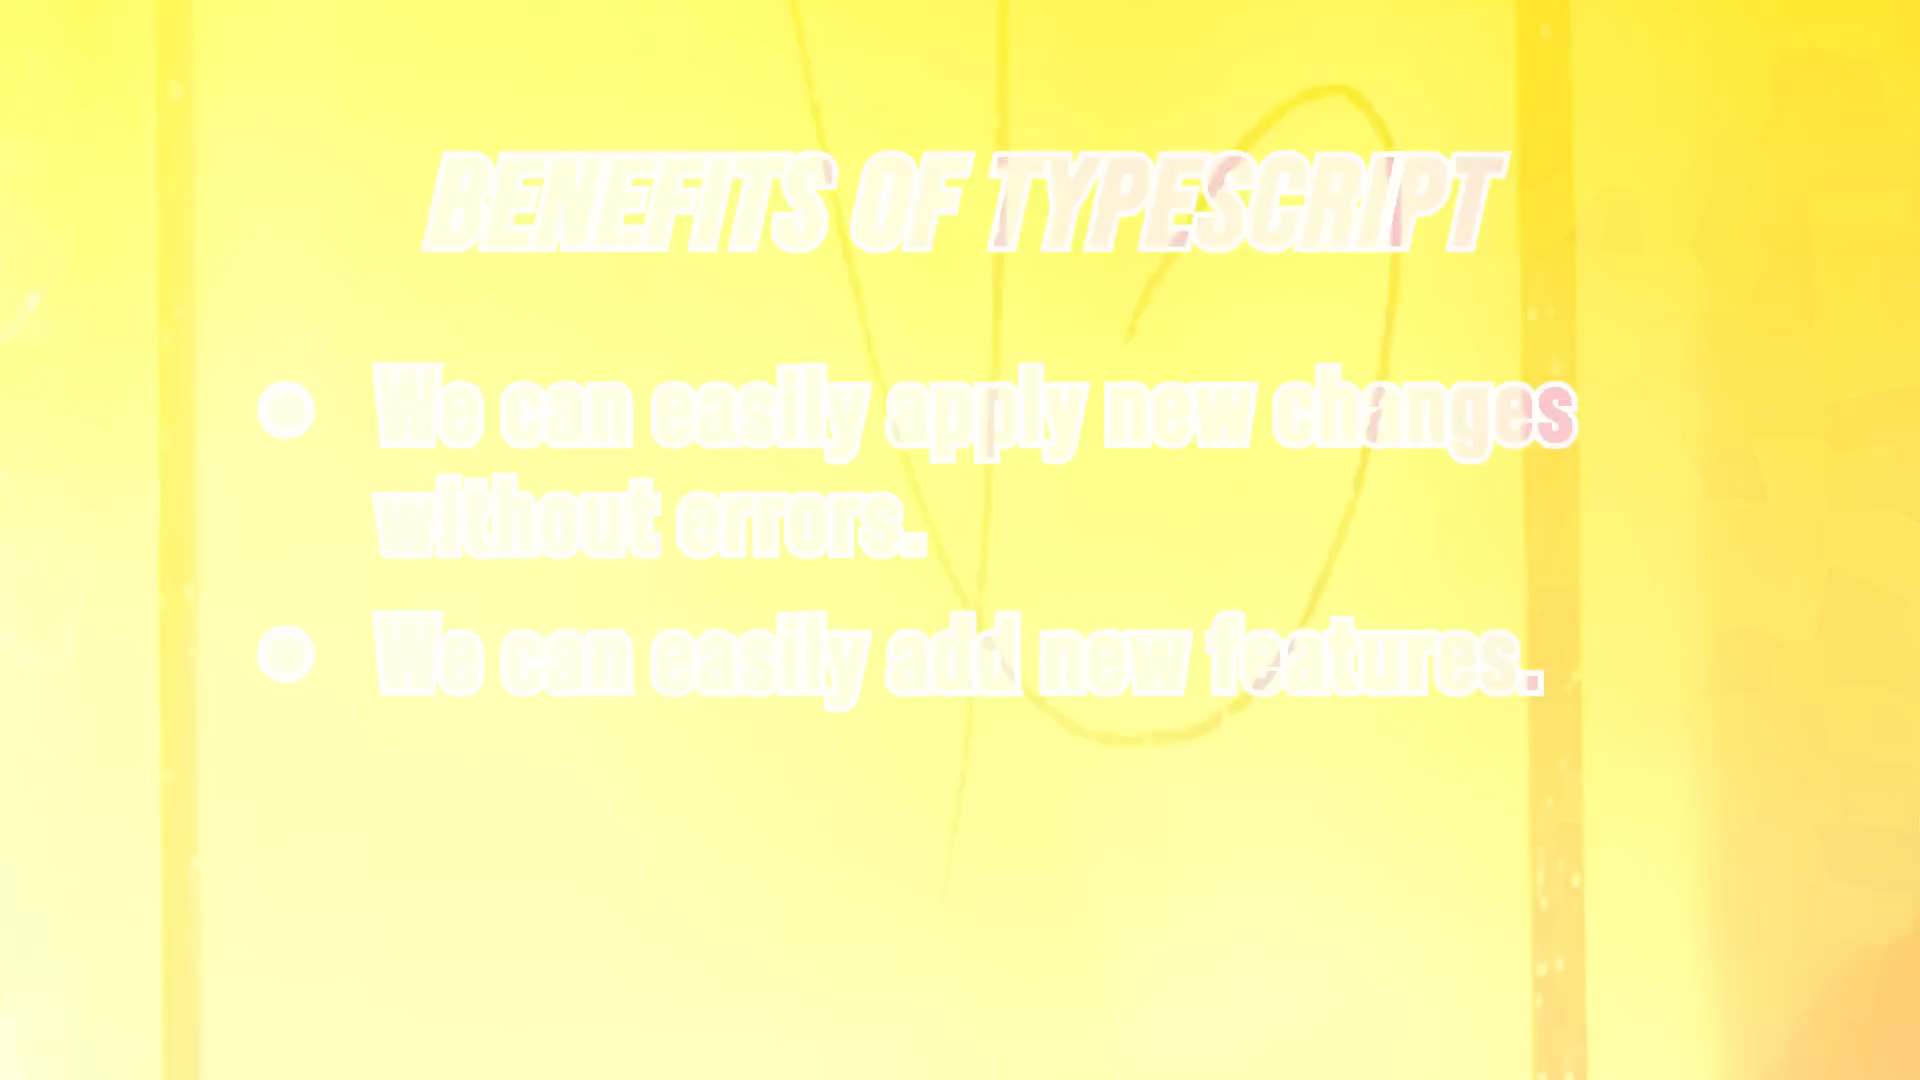 BENEFITS OF TYPESCRIPT
● We can easily apply new changes
without errors.
● We can easily add new features.